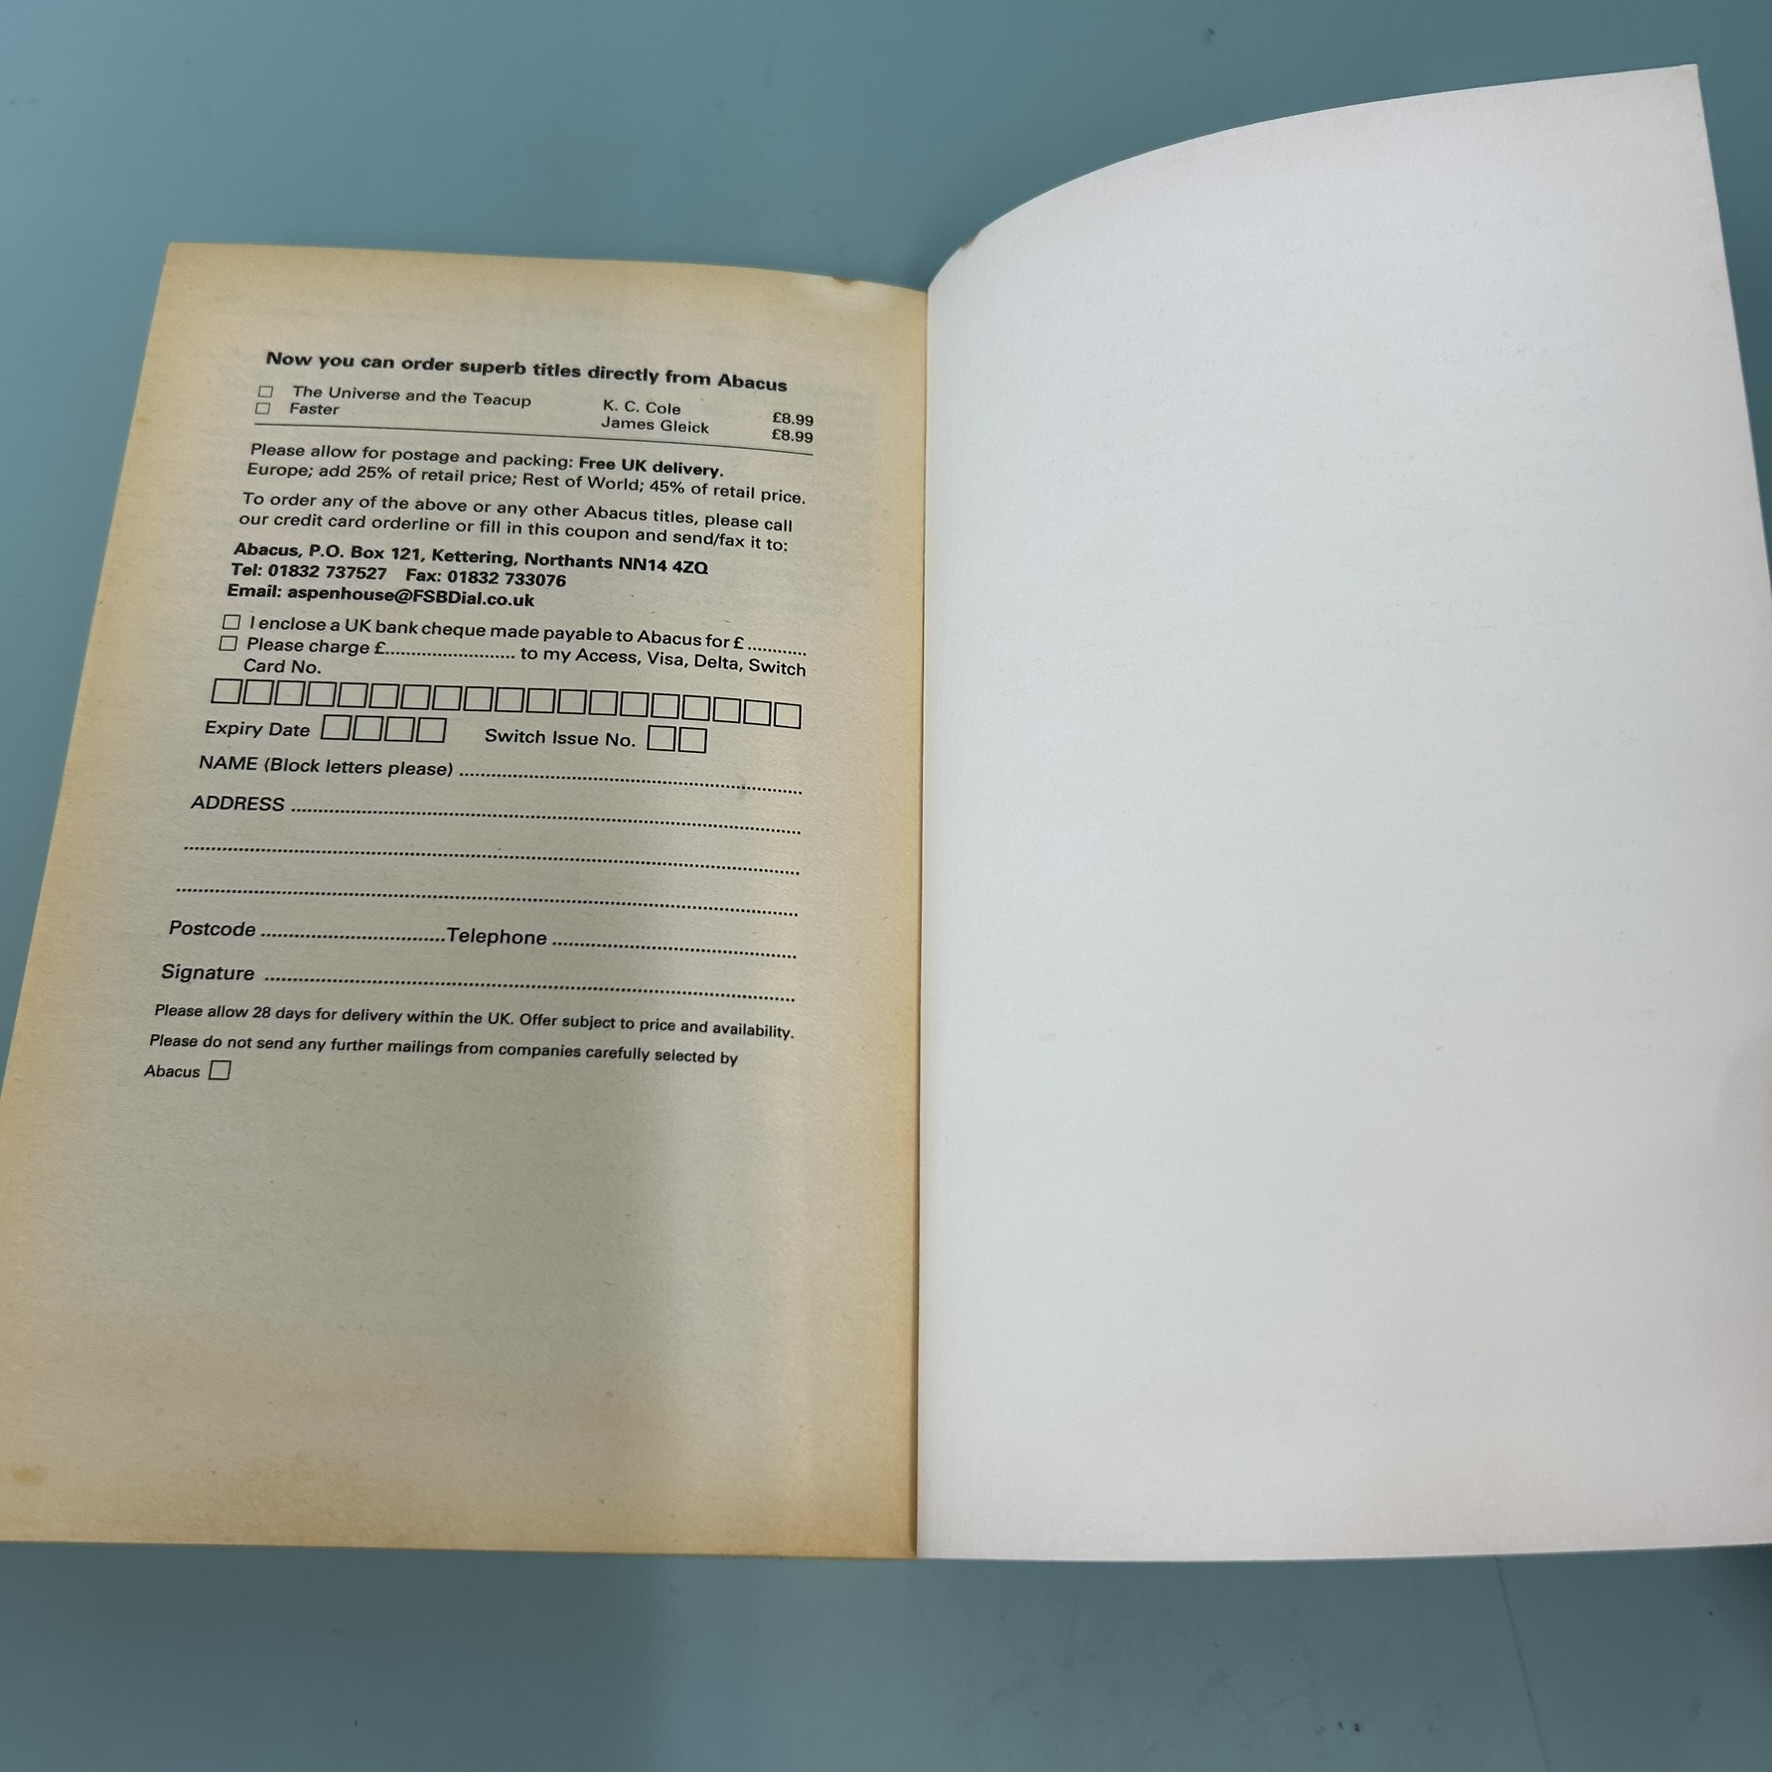 Now you can order superb titles directly from Abacus
☐ The Universe and the Teacup K. C. Cole £8.99
☐ Faster James Gleick £8.99
Please allow for postage and packing: Free UK delivery.
Europe; add 25% of retail price; Rest of World; 45% of retail price.
To order any of the above or any other Abacus titles, please call
our credit card orderline or fill in this coupon and send/fax it to:
Abacus, P.O. Box 121, Kettering, Northants NN14 4ZQ
Tel: 01832 737527 Fax: 01832 733076
Email: aspenhouse@FSBDial.co.uk
☐ I enclose a UK bank cheque made payable to Abacus for £ ............
☐ Please charge £......................... to my Access, Visa, Delta, Switch
Card No.
Expiry Date Switch Issue No.
NAME (Block letters please) ................................................
ADDRESS ................................................
Postcode ..................................Telephone ................................
Signature ................................................
Please allow 28 days for delivery within the UK. Offer subject to price and availability.
Please do not send any further mailings from companies carefully selected by
Abacus ☐